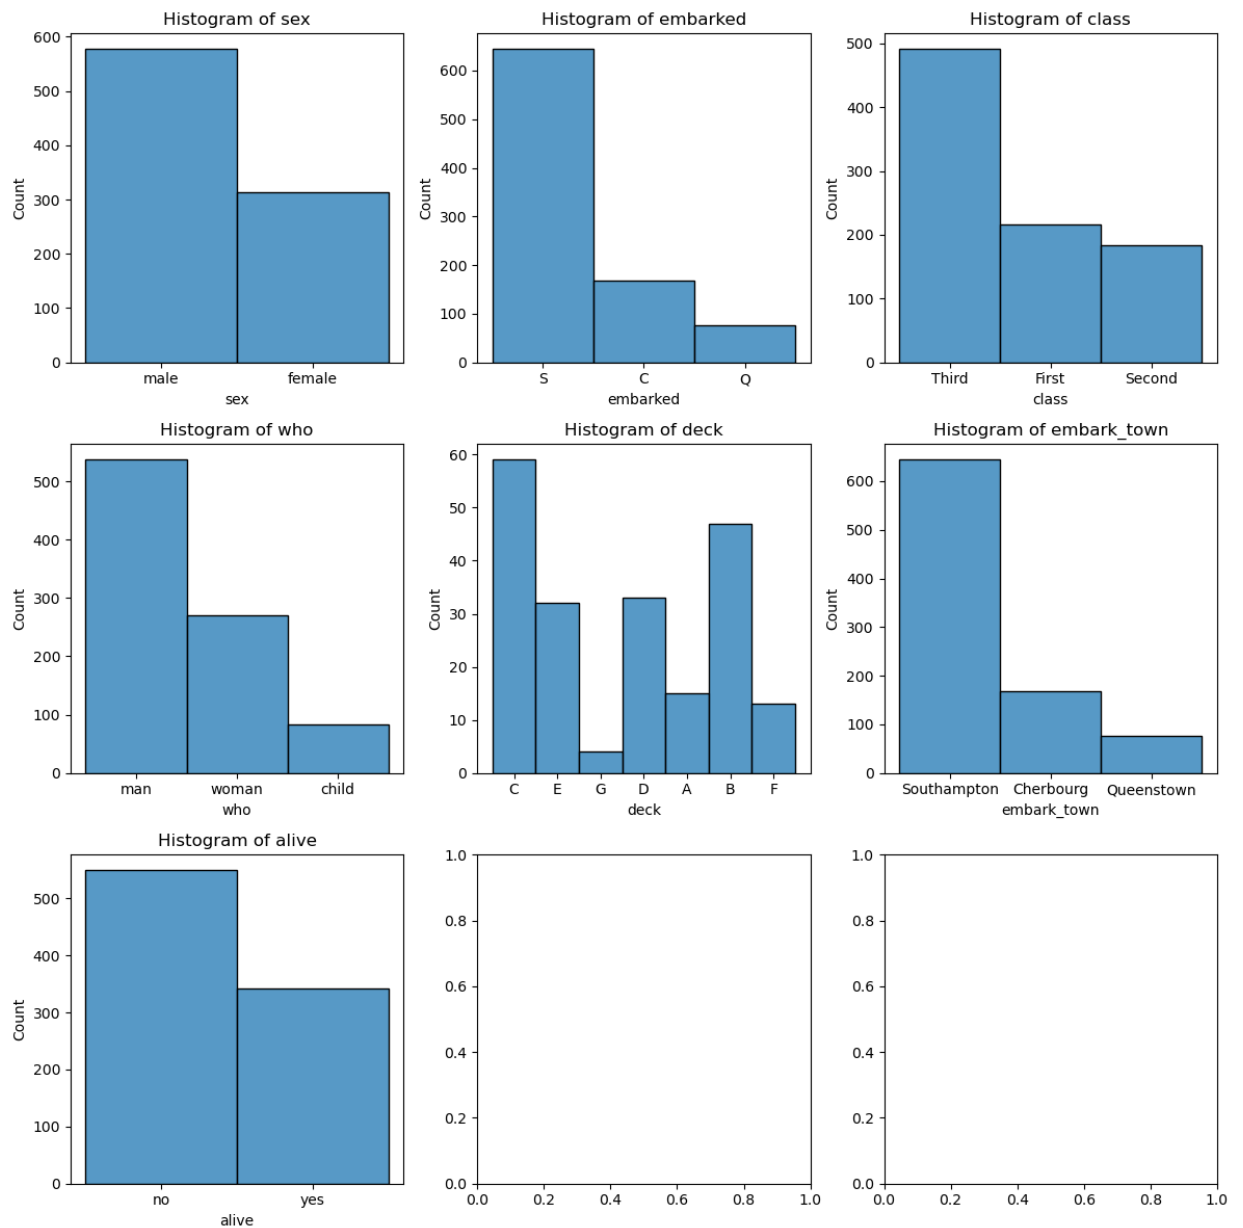 Histogram of sex
600
500
400
300
200
100
0
Count
male female
sex
Histogram of embarked
600
500
400
300
200
100
0
Count
S C Q
embarked
Histogram of class
500
400
300
200
100
0
Count
Third First Second
class
Histogram of who
500
400
300
200
100
0
Count
man woman child
who
Histogram of deck
60
50
40
30
20
10
0
Count
C E G D A B F
deck
Histogram of embark_town
600
500
400
300
200
100
0
Count
Southampton Cherbourg Queenstown
embark_town
Histogram of alive
500
400
300
200
100
0
Count
no yes
alive
1.0
0.8
0.6
0.4
0.2
0.0
0.0 0.2 0.4 0.6 0.8 1.0
1.0
0.8
0.6
0.4
0.2
0.0
0.0 0.2 0.4 0.6 0.8 1.0